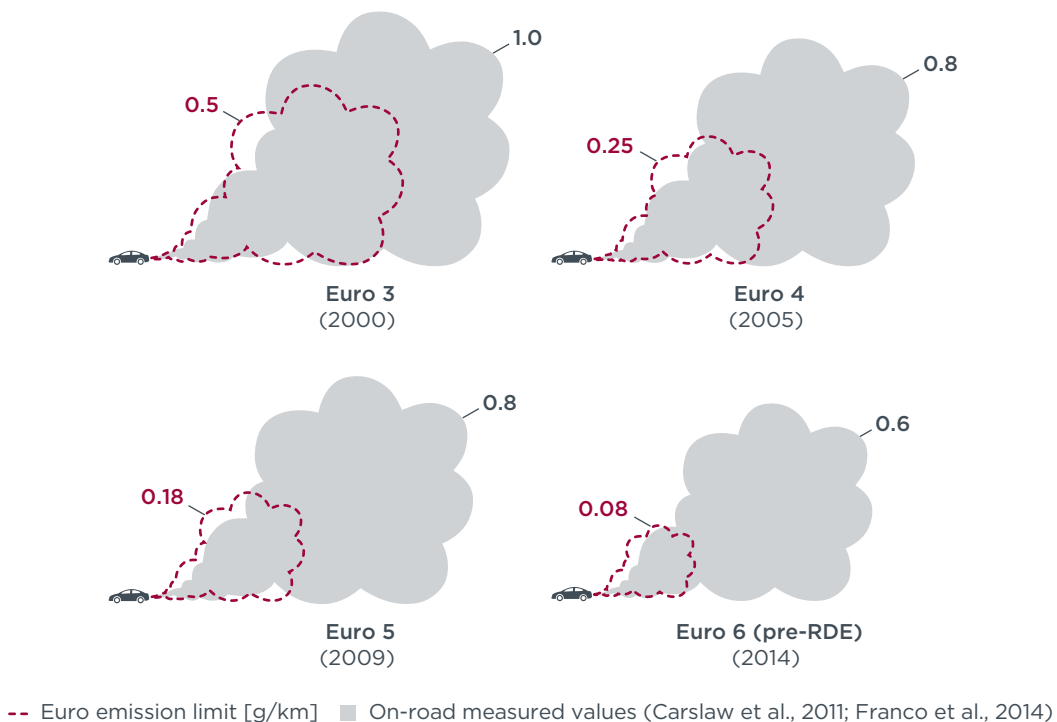 1.0
0.5
Euro 3
(2000)
0.8
0.25
Euro 4
(2005)
0.8
0.18
Euro 5
(2009)
0.6
0.08
Euro 6 (pre-RDE)
(2014)
Euro emission limit [g/km] On-road measured values (Carslaw et al., 2011; Franco et al., 2014)